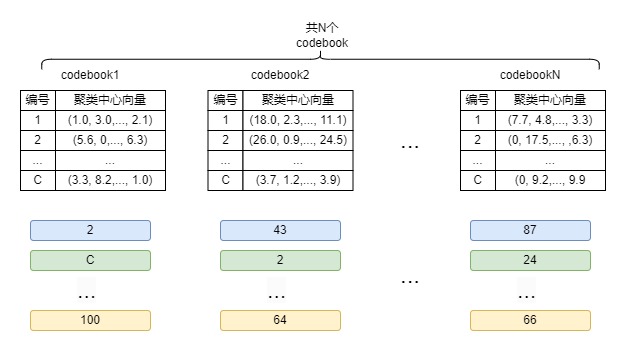 共N个
codebook
codebook1 codebook2 codebookN
编号 聚类中心向量 编号 聚类中心向量 编号 聚类中心向量
1 (1.0, 3.0,..., 2.1) 1 (18.0, 2.3,..., 11.1) 1 (7.7, 4.8,..., 3.3)
2 (5.6, 0,..., 6.3) 2 (26.0, 0.9,..., 24.5) 2 (0, 17.5,..., ,6.3)
... ... ... ... ... ... ...
C (3.3, 8.2,..., 1.0) C (3.7, 1.2,..., 3.9) C (0, 9.2,..., 9.9
2 43 87
C 2 24
... ... ... ...
100 64 66